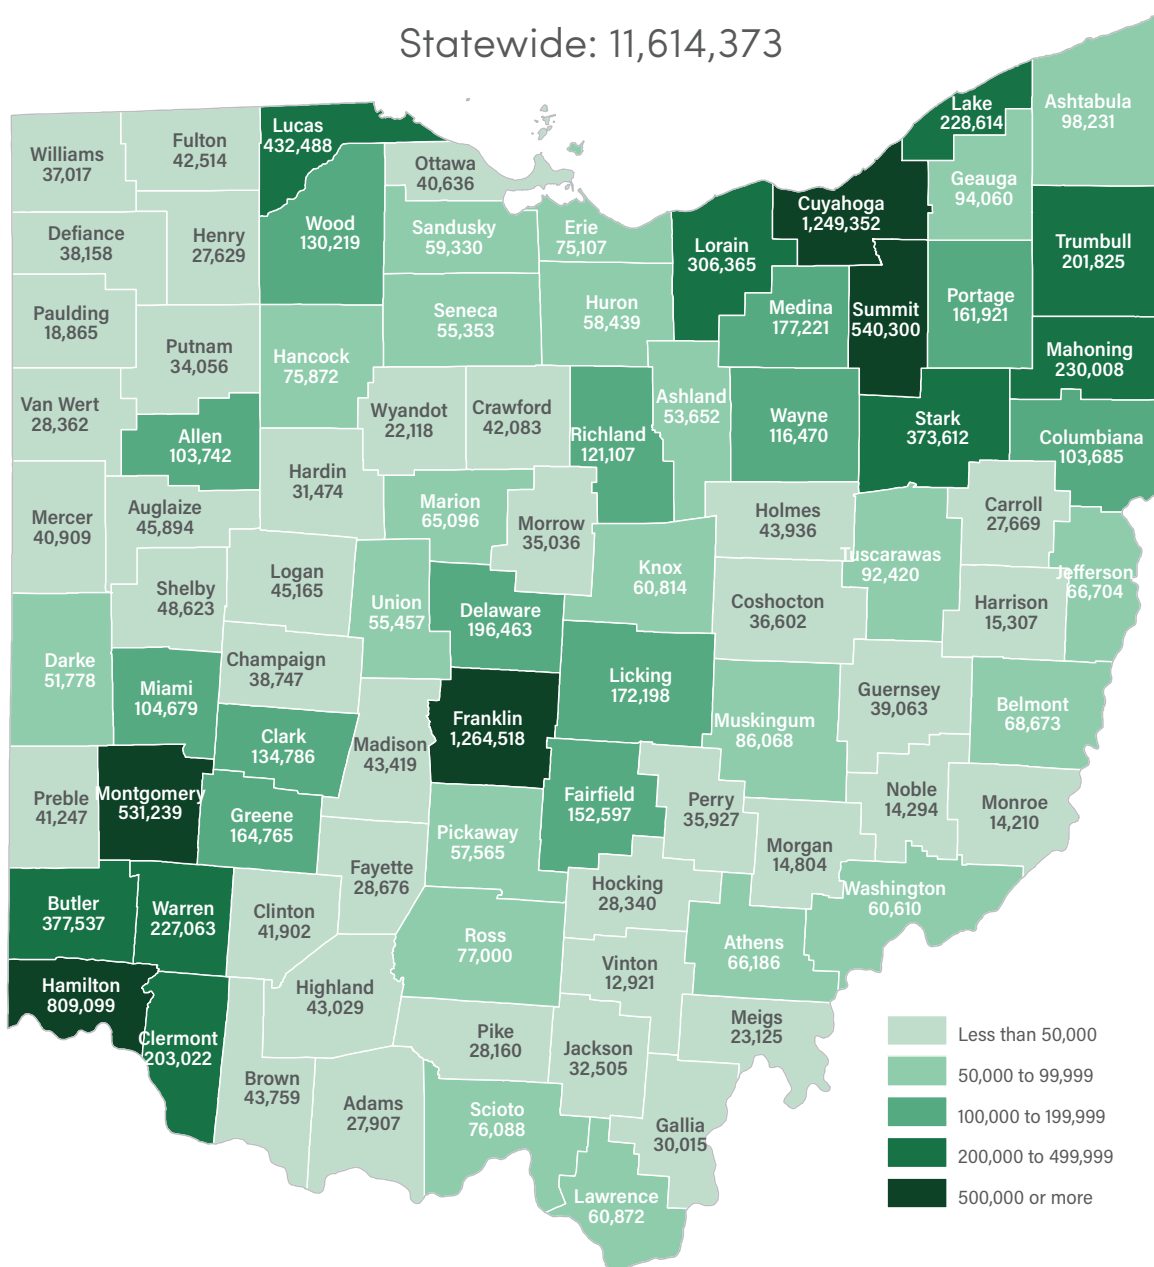 Statewide: 11,614,373
Williams
37,017
Fulton
42,514
Lucas
432,488
Ottawa
40,636
Lake
228,614
Ashtabula
98,231
Geauga
94,060
Cuyahoga
1,249,352
Defiance
38,158
Henry
27,629
Wood
130,219
Sandusky
59,330
Erie
75,107
Lorain
306,365
Trumbull
201,825
Paulding
18,865
Putnam
34,056
Hancock
75,872
Seneca
55,353
Huron
58,439
Medina
177,221
Summit
540,300
Portage
161,921
Mahoning
230,008
Van Wert
28,362
Allen
103,742
Wyandot
22,118
Crawford
42,083
Richland
121,107
Ashland
53,652
Wayne
116,470
Stark
373,612
Columbiana
103,685
Mercer
40,909
Auglaize
45,894
Hardin
31,474
Marion
65,096
Morrow
35,036
Holmes
43,936
Carroll
27,669
Tuscarawas
92,420
Jefferson
66,704
Shelby
48,623
Logan
45,165
Union
55,457
Delaware
196,463
Knox
60,814
Coshocton
36,602
Harrison
15,307
Darke
51,778
Miami
104,679
Champaign
38,747
Licking
172,198
Muskingum
86,068
Guernsey
39,063
Belmont
68,673
Clark
134,786
Madison
43,419
Franklin
1,264,518
Preble
41,247
Montgomery
531,239
Greene
164,765
Fairfield
152,597
Perry
35,927
Noble
14,294
Monroe
14,210
Pickaway
57,565
Morgan
14,804
Fayette
28,676
Hocking
28,340
Washington
60,610
Butler
377,537
Warren
227,063
Clinton
41,902
Ross
77,000
Athens
66,186
Vinton
12,921
Hamilton
809,099
Highland
43,029
Clermont
203,022
Pike
28,160
Jackson
32,505
Meigs
23,125
Brown
43,759
Adams
27,907
Scioto
76,088
Gallia
30,015
Lawrence
60,872
Less than 50,000
50,000 to 99,999
100,000 to 199,999
200,000 to 499,999
500,000 or more